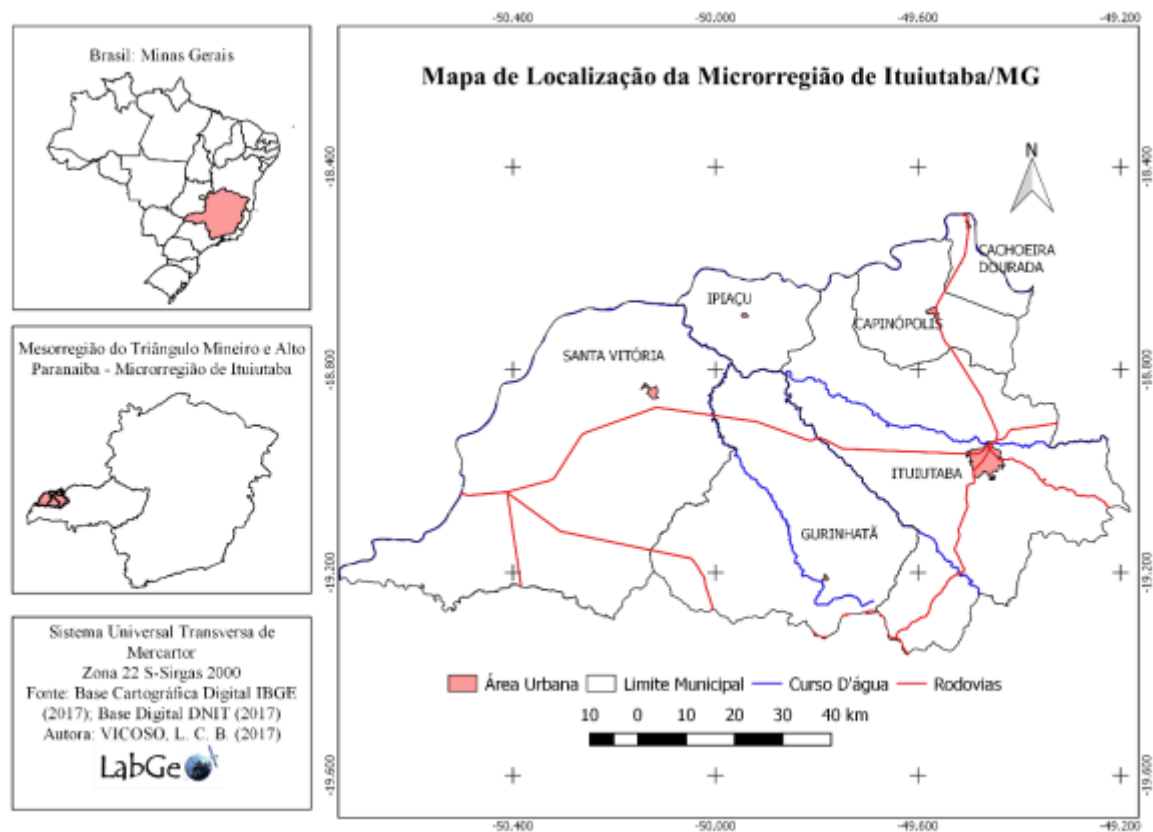 Brasil: Minas Gerais
Mesorregião do Triângulo Mineiro e Alto
Paranaiba - Microrregião de Ituiutaba
Sistema Universal Transversa de
Mercartor
Zona 22 S-Sirgas 2000
Fonte: Base Cartográfica Digital IBGE
(2017); Base Digital DNIT (2017)
Autora: VICOSO, L. C. B. (2017)
LabGe
-50.400 -50.000 -49.600 -49.200
Mapa de Localização da Microrregião de Ituiutaba/MG
N
-18.400 -18.400
CACHOEIRA
DOURADA
IPIAÇU
CAPINÓPOLIS
SANTA VITÓRIA
-18.800 -18.800
ITUIUTABA
GURINHATÃ
-19.200 -19.200
Área Urbana Limite Municipal Curso D'água Rodovias
10 0 10 20 30 40 km
-19.600 -19.600
-50.400 -50.000 -49.600 -49.200